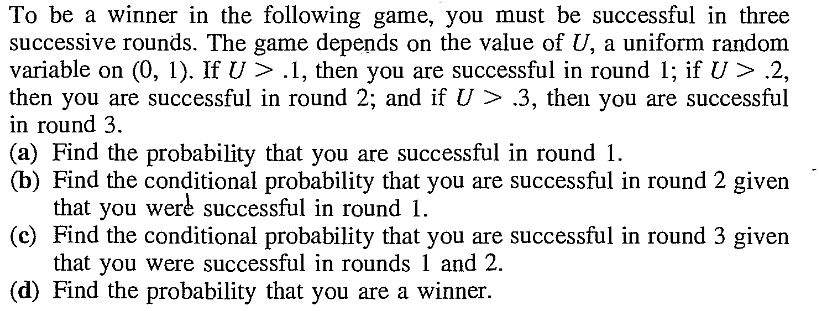 To be a winner in the following game, you must be successful in three
successive rounds. The game depends on the value of U, a uniform random
variable on (0, 1). If U > .1, then you are successful in round 1; if U > .2,
then you are successful in round 2; and if U > .3, then you are successful
in round 3.
(a) Find the probability that you are successful in round 1.
(b) Find the conditional probability that you are successful in round 2 given
that you were successful in round 1.
(c) Find the conditional probability that you are successful in round 3 given
that you were successful in rounds 1 and 2.
(d) Find the probability that you are a winner.